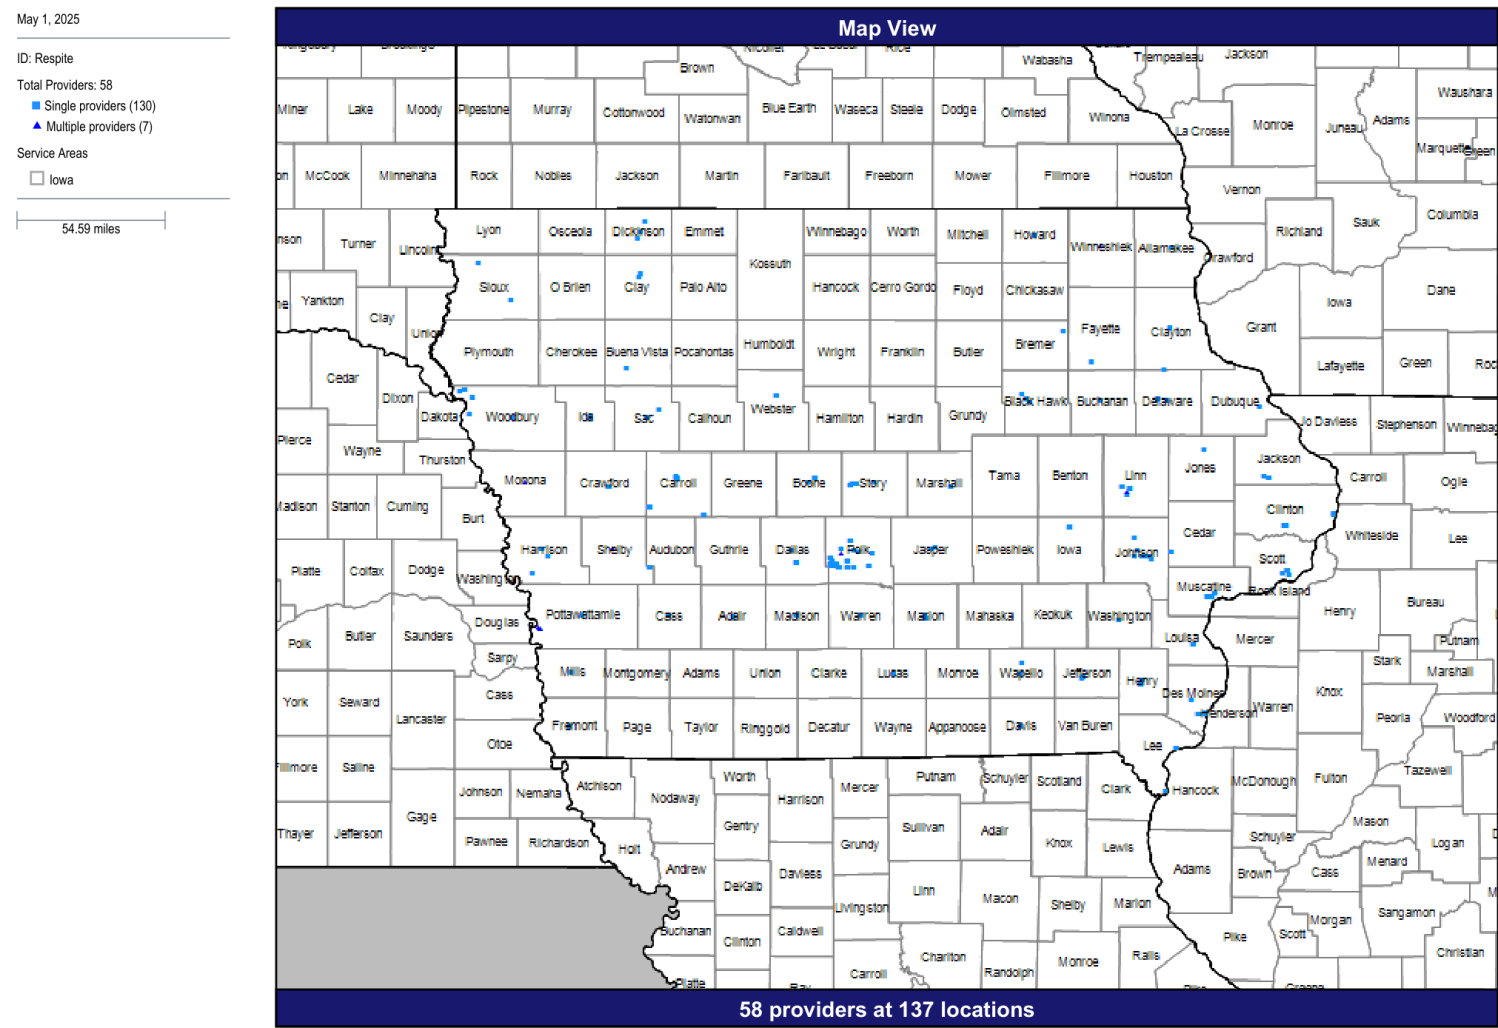 May 1, 2025
ID: Respite
Total Providers: 58
Single providers (130)
Multiple providers (7)
Service Areas
Iowa
54.59 miles
Map View
Nicollet Rice Trempealeau Jackson
Brown Wabasha Waushara
Miner Lake Moody Pipestone Murray Cottonwood Watonwan Blue Earth Waseca Steele Dodge Olmsted Winona La Crosse Monroe Juneau Adams
Marquette Green
McCook Minnehaha Rock Nobles Jackson Martin Faribault Freeborn Mower Fillmore Houston Vernon
Turner Lincoln Lyon Osceola Dickinson Emmet Winnebago Worth Mitchell Howard Winneshiek Allamakee Crawford Richland Sauk Columbia
Kossuth
Yankton Clay Union Sioux O Brien Clay Palo Alto Hancock Cerro Gordo Floyd Chickasaw Iowa Dane
Fayette Clayton Grant
Plymouth Cherokee Buena Vista Pocahontas Humboldt Wright Franklin Butler Bremer Lafayette Green
Cedar Dixon Dakota Woodbury Ida Sac Calhoun Webster Hamilton Hardin Grundy Black Hawk Buchanan Delaware Dubuque Jo Daviess Stephenson
Pierce Wayne Thurston
Monona Crawford Carroll Greene Boone Story Marshall Tama Benton Linn Jones Jackson Carroll Ogle
Madison Stanton Cuming Burt Clinton
Harrison Shelby Audubon Guthrie Dallas Polk Jasper Poweshiek Iowa Johnson Cedar Scott Whiteside Lee
Platte Colfax Dodge Washington Muscatine Rock Island Henry Bureau
Pottawattamie Cass Adair Madison Warren Marion Mahaska Keokuk Washington Louisa Mercer Putnam
Polk Butler Saunders Douglas Sarpy Stark Marshall
York Seward Lancaster Cass Mills Montgomery Adams Union Clarke Lucas Monroe Wapello Jefferson Henry Des Moines Henderson Warren Knox Peoria Woodford
Otoe Fremont Page Taylor Ringgold Decatur Wayne Appanoose Davis Van Buren Lee
Fillmore Saline Johnson Nemaha Atchison Nodaway Worth Harrison Mercer Putnam Schuyler Scotland Clark Hancock McDonough Fulton Tazewell
Thayer Jefferson Gage Pawnee Richardson Holt Gentry Grundy Sullivan Adair Knox Lewis Schuyler Mason Logan
Andrew DeKalb Daviess Livingston Linn Macon Shelby Marion Adams Brown Cass Menard
Buchanan Clinton Caldwell Carroll Chariton Randolph Monroe Ralls Pike Scott Morgan Sangamon Christian
Platte Ray
58 providers at 137 locations